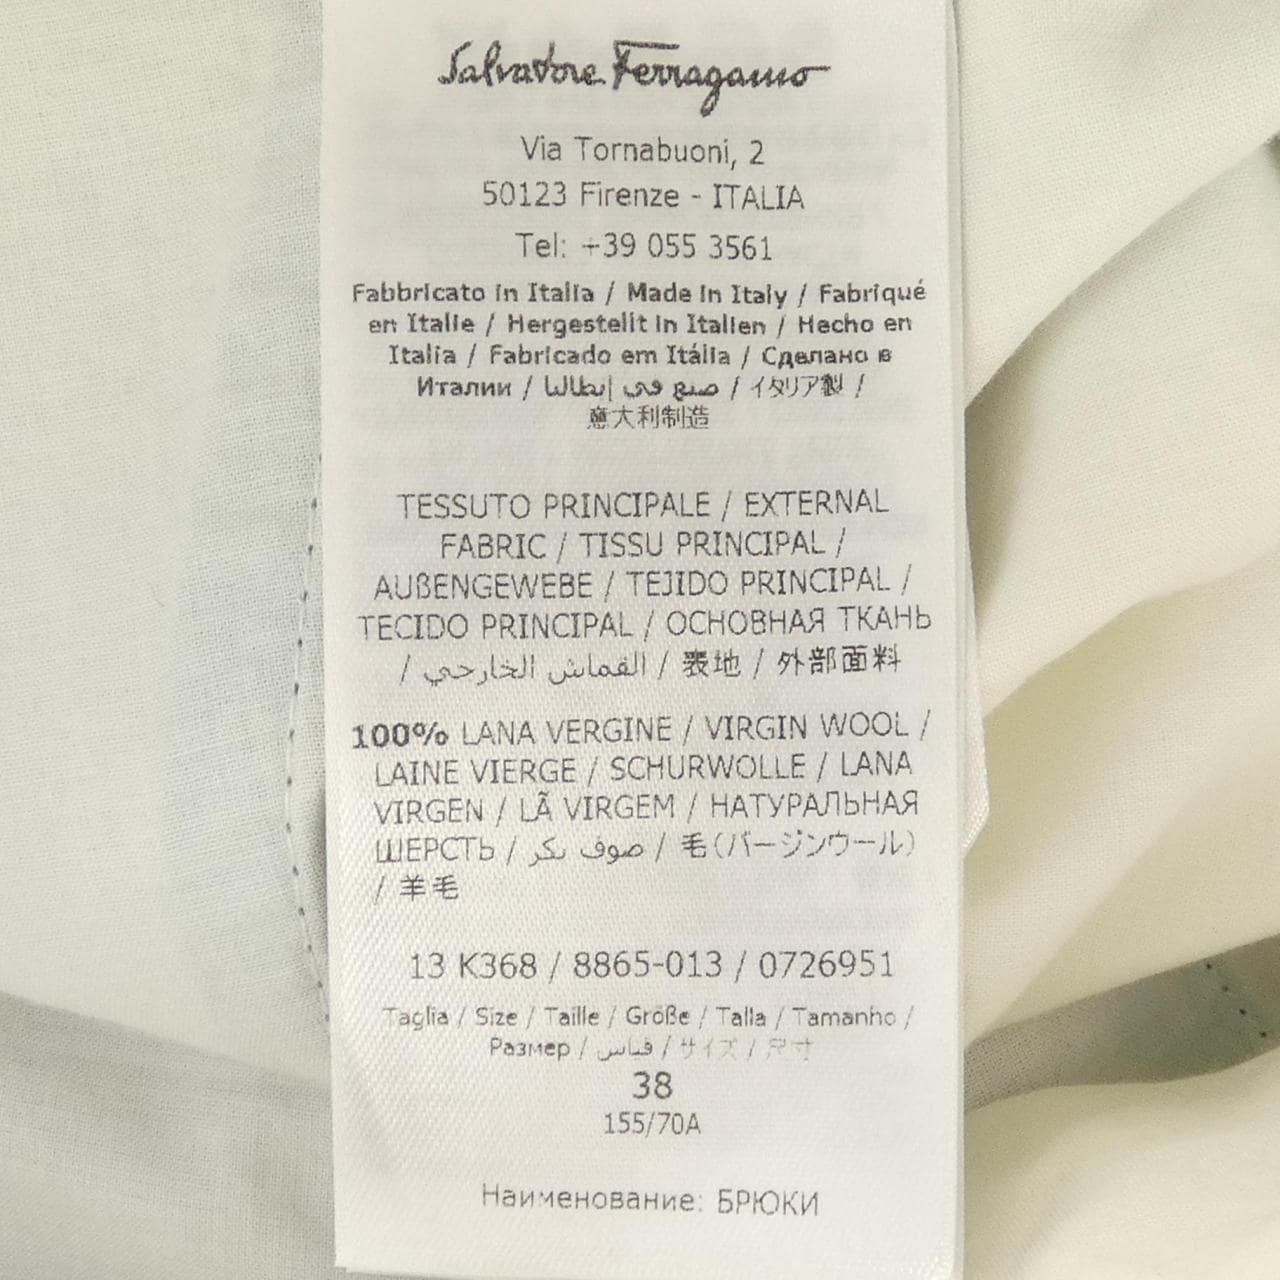 Salvatore Ferragamo
Via Tornabuoni, 2
50123 Firenze - ITALIA
Tel: +39 055 3561
Fabbricato in Italia / Made in Italy / Fabriqué
en Italie / Hergestellt in Italien / Hecho en
Italia / Fabricado em Itália / Сделано в
Италии / صنع في إيطاليا / イタリア製 /
意大利制造
TESSUTO PRINCIPALE / EXTERNAL
FABRIC / TISSU PRINCIPAL /
AUßENGEWEBE / TEJIDO PRINCIPAL /
TECIDO PRINCIPAL / ОСНОВНАЯ ТКАНЬ
/ القماش الخارجي / 表地 / 外部面料
100% LANA VERGINE / VIRGIN WOOL /
LAINE VIERGE / SCHURWOLLE / LANA
VIRGEN / LÃ VIRGEM / НАТУРАЛЬНАЯ
ШЕРСТЬ / صوف بكر / 毛(バージンウール)
/ 羊毛
13 K368 / 8865-013 / 0726951
Taglia / Size / Taille / Größe / Talla / Tamanho /
Размер / قياس / サイズ / 尺寸
38
155/70A
Наименование: БРЮКИ